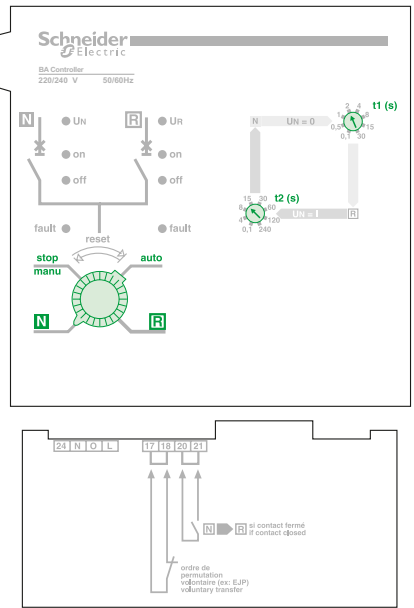 Schneider
Electric
BA Controller
220/240 V 50/60Hz
N UN R UR
on on
off off
fault fault
reset
stop auto
manu
N R
t1 (s)
2 4
1 8
0,5 15
0,1 30
N UN = 0
t2 (s)
15 30
8 60
4 120
0,1 240
UN = I R
24 N O L 17 18 20 21
N R si contact fermé
if contact closed
ordre de
permutation
volontaire (ex: EJP)
voluntary transfer